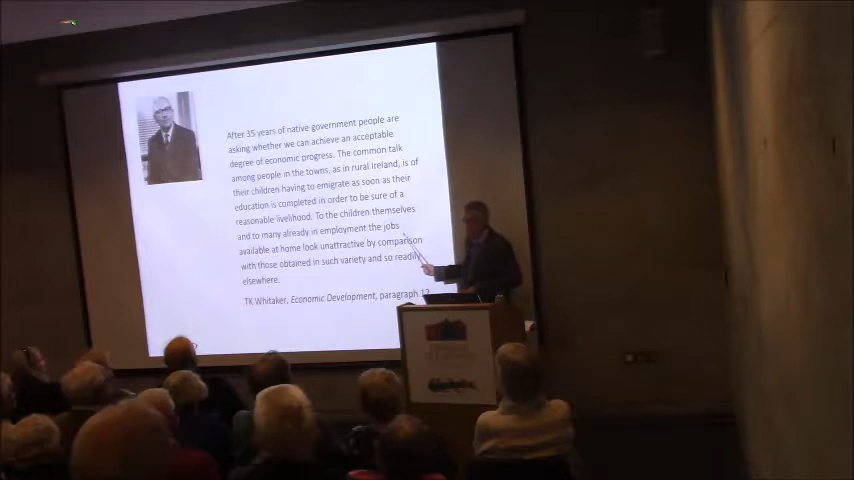 After 35 years of native government people are
asking whether we can achieve an acceptable
degree of economic progress. The common talk
among people in the towns, as in rural Ireland, is of
their children having to emigrate as soon as their
education is completed in order to be sure of a
reasonable livelihood. To the children themselves
and to many already in employment the jobs
available at home look unattractive by comparison
with those obtained in such variety and so readily
elsewhere.
TK Whitaker, Economic Development, paragraph 12